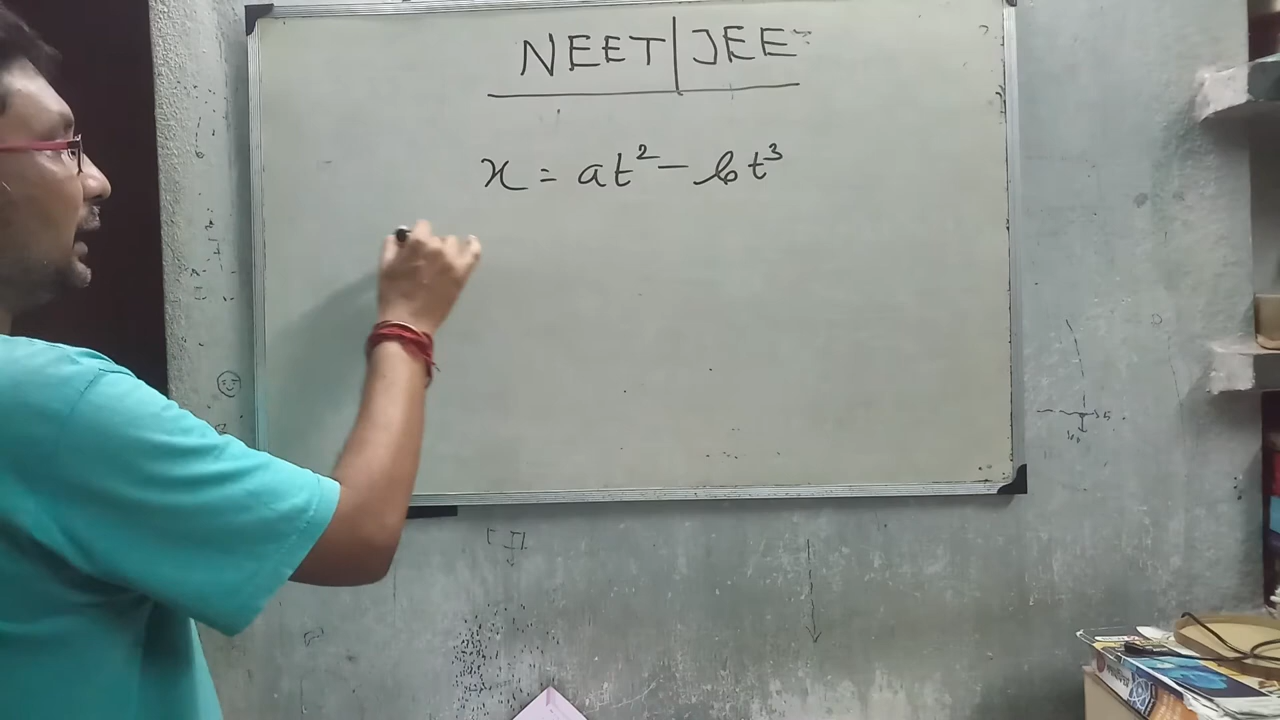 NEET|JEE
x = at² - bt³